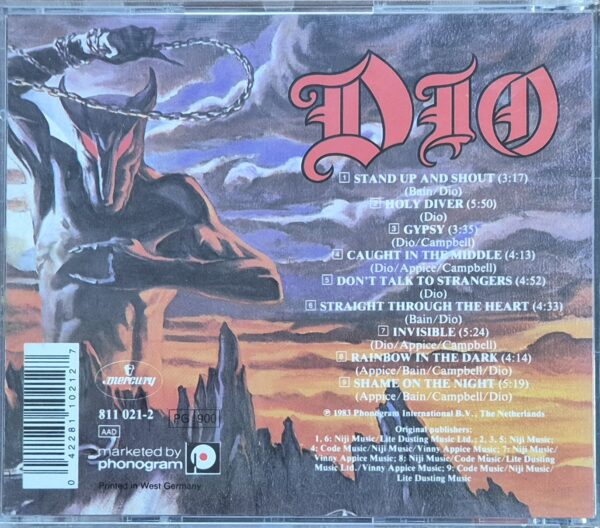 DIO
1 STAND UP AND SHOUT (3:17)
(Bain/Dio)
2 HOLY DIVER (5:50)
(Dio)
3 GYPSY (3:35)
(Dio/Campbell)
4 CAUGHT IN THE MIDDLE (4:13)
(Dio/Appice/Campbell)
5 DON'T TALK TO STRANGERS (4:52)
(Dio)
6 STRAIGHT THROUGH THE HEART (4:33)
(Bain/Dio)
7 INVISIBLE (5:24)
(Dio/Appice/Campbell)
8 RAINBOW IN THE DARK (4:14)
(Appice/Bain/Campbell/Dio)
9 SHAME ON THE NIGHT (5:19)
(Appice/Bain/Campbell/Dio)
℗ 1983 Phonogram International B.V., The Netherlands
Original publishers:
1, 6: Niji Music/Lite Dusting Music Ltd.; 2, 3, 5: Niji Music;
4: Code Music/Niji Music/Vinny Appice Music; 7: Niji Music/
Vinny Appice Music; 8: Niji Music/Code Music/Lite Dusting
Music Ltd./Vinny Appice Music; 9: Code Music/Niji Music/
Lite Dusting Music
0 42281 10212 7
mercury
811 021-2
PG 900
AAD
marketed by
phonogram
Printed in West Germany